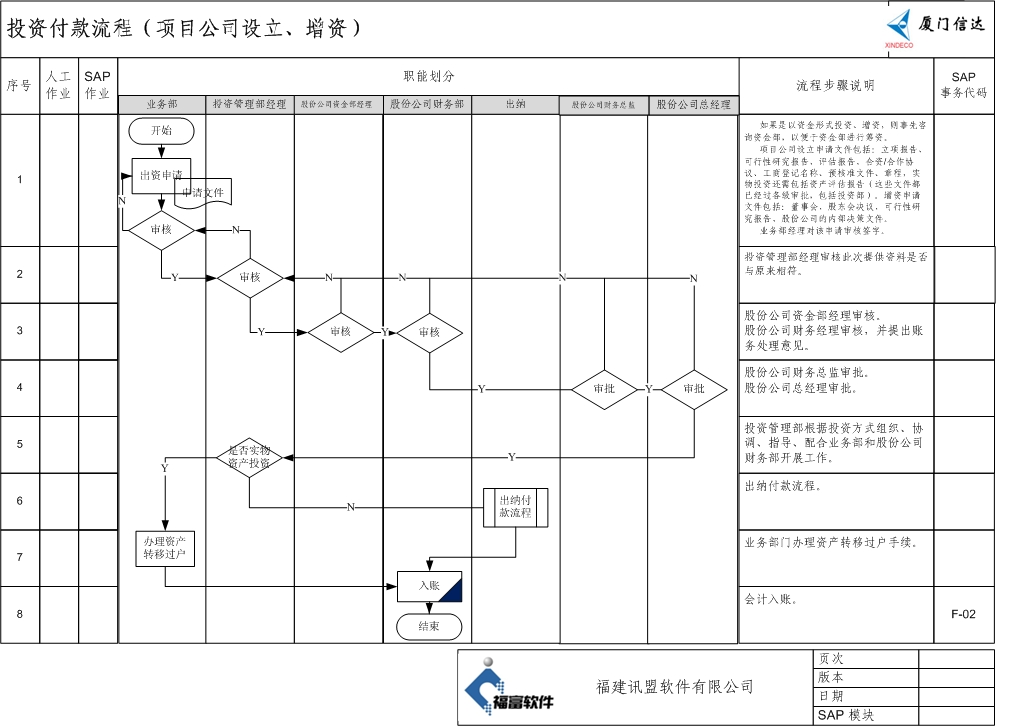 投资付款流程（项目公司设立、增资）
厦门信达
XINDECO
序号
人工
作业
SAP
作业
职能划分
流程步骤说明
SAP
事务代码
业务部
投资管理部经理
股份公司资金部经理
股份公司财务部
出纳
股份公司财务总监
股份公司总经理
1
开始
出资申请
申请文件
N
审核
N
如果是以资金形式投资、增资，则事先咨
询资金部，以便于资金部进行筹资。
项目公司设立申请文件包括：立项报告、
可行性研究报告、评估报告、合资/合作协
议、工商登记名称、预核准文件、章程，实
物投资还需包括资产评估报告（这些文件都
已经过各级审批，包括投资部）。增资申请
文件包括：董事会，股东会决议，可行性研
究报告，股份公司的内部决策文件。
业务部经理对该申请审核签字。
2
Y
审核
N
N
N
N
投资管理部经理审核此次提供资料是否
与原来相符。
3
Y
审核
Y
审核
股份公司资金部经理审核。
股份公司财务经理审核，并提出账
务处理意见。
4
Y
审批
Y
审批
股份公司财务总监审批。
股份公司总经理审批。
5
Y
是否实物
资产投资
Y
投资管理部根据投资方式组织、协
调、指导、配合业务部和股份公司
财务部开展工作。
6
N
出纳付
款流程
出纳付款流程。
7
办理资产
转移过户
业务部门办理资产转移过户手续。
8
入账
结束
会计入账。
F-02
福富软件
福建讯盟软件有限公司
页次
版本
日期
SAP 模块